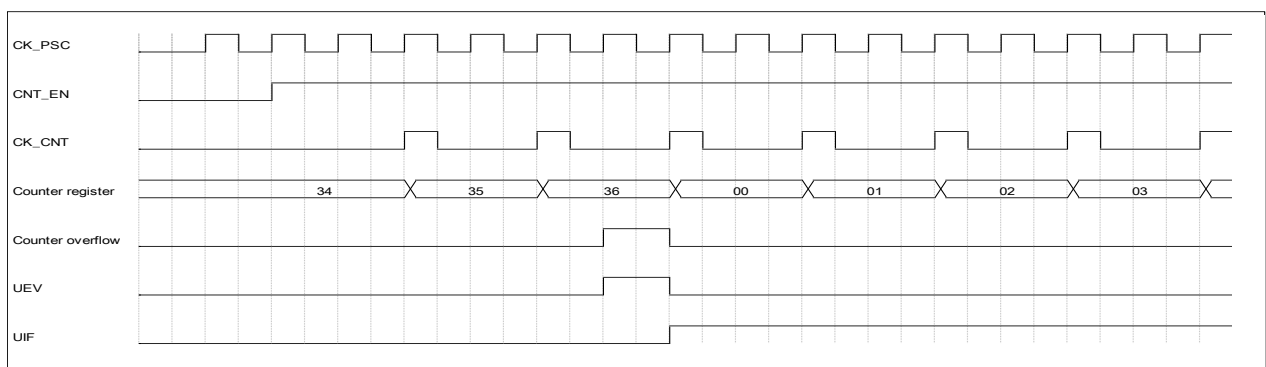 CK_PSC
CNT_EN
CK_CNT
Counter register 34 35 36 00 01 02 03
Counter overflow
UEV
UIF